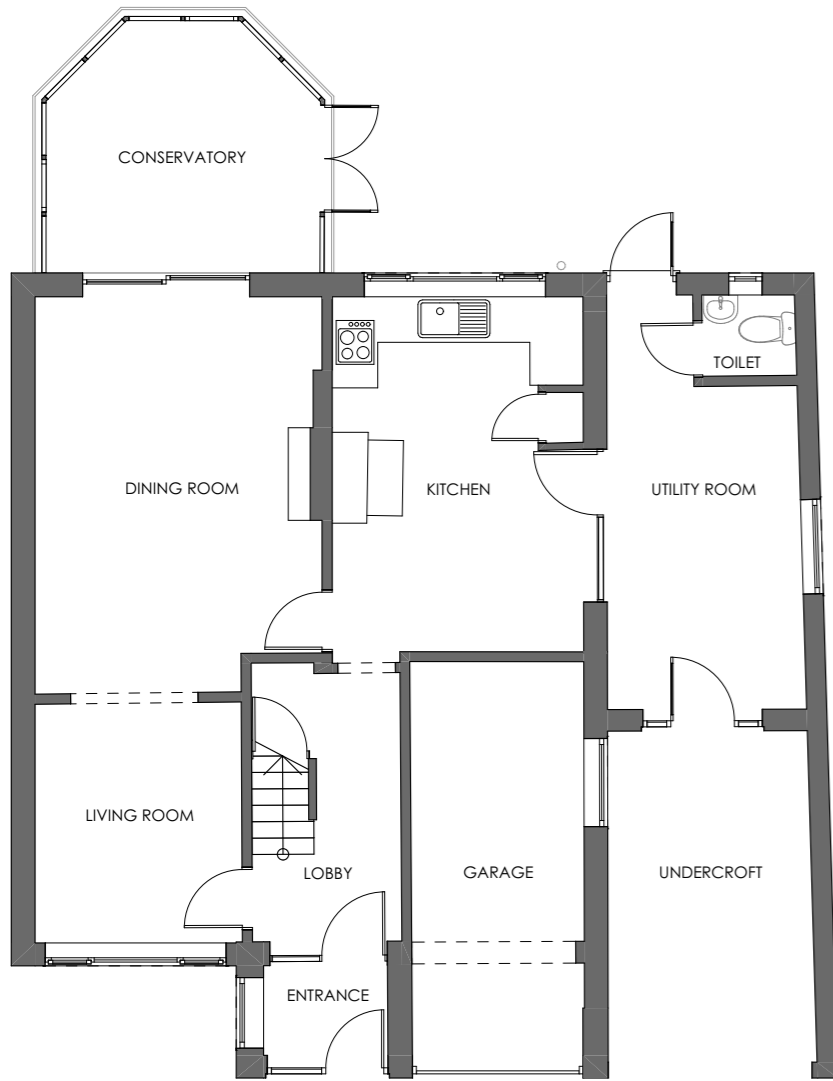 CONSERVATORY
TOILET
DINING ROOM
KITCHEN
UTILITY ROOM
LIVING ROOM
LOBBY
GARAGE
UNDERCROFT
ENTRANCE